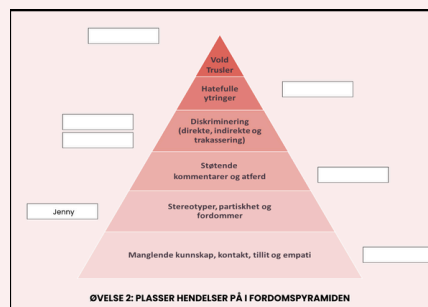 Vold
Trusler
Hatefulle
ytringer
Diskriminering
(direkte, indirekte og
trakassering)
Støtende
kommentarer og atferd
Jenny
Stereotyper, partiskhet og
fordommer
Manglende kunnskap, kontakt, tillit og empati
ØVELSE 2: PLASSER HENDELSER PÅ I FORDOMSPYRAMIDEN